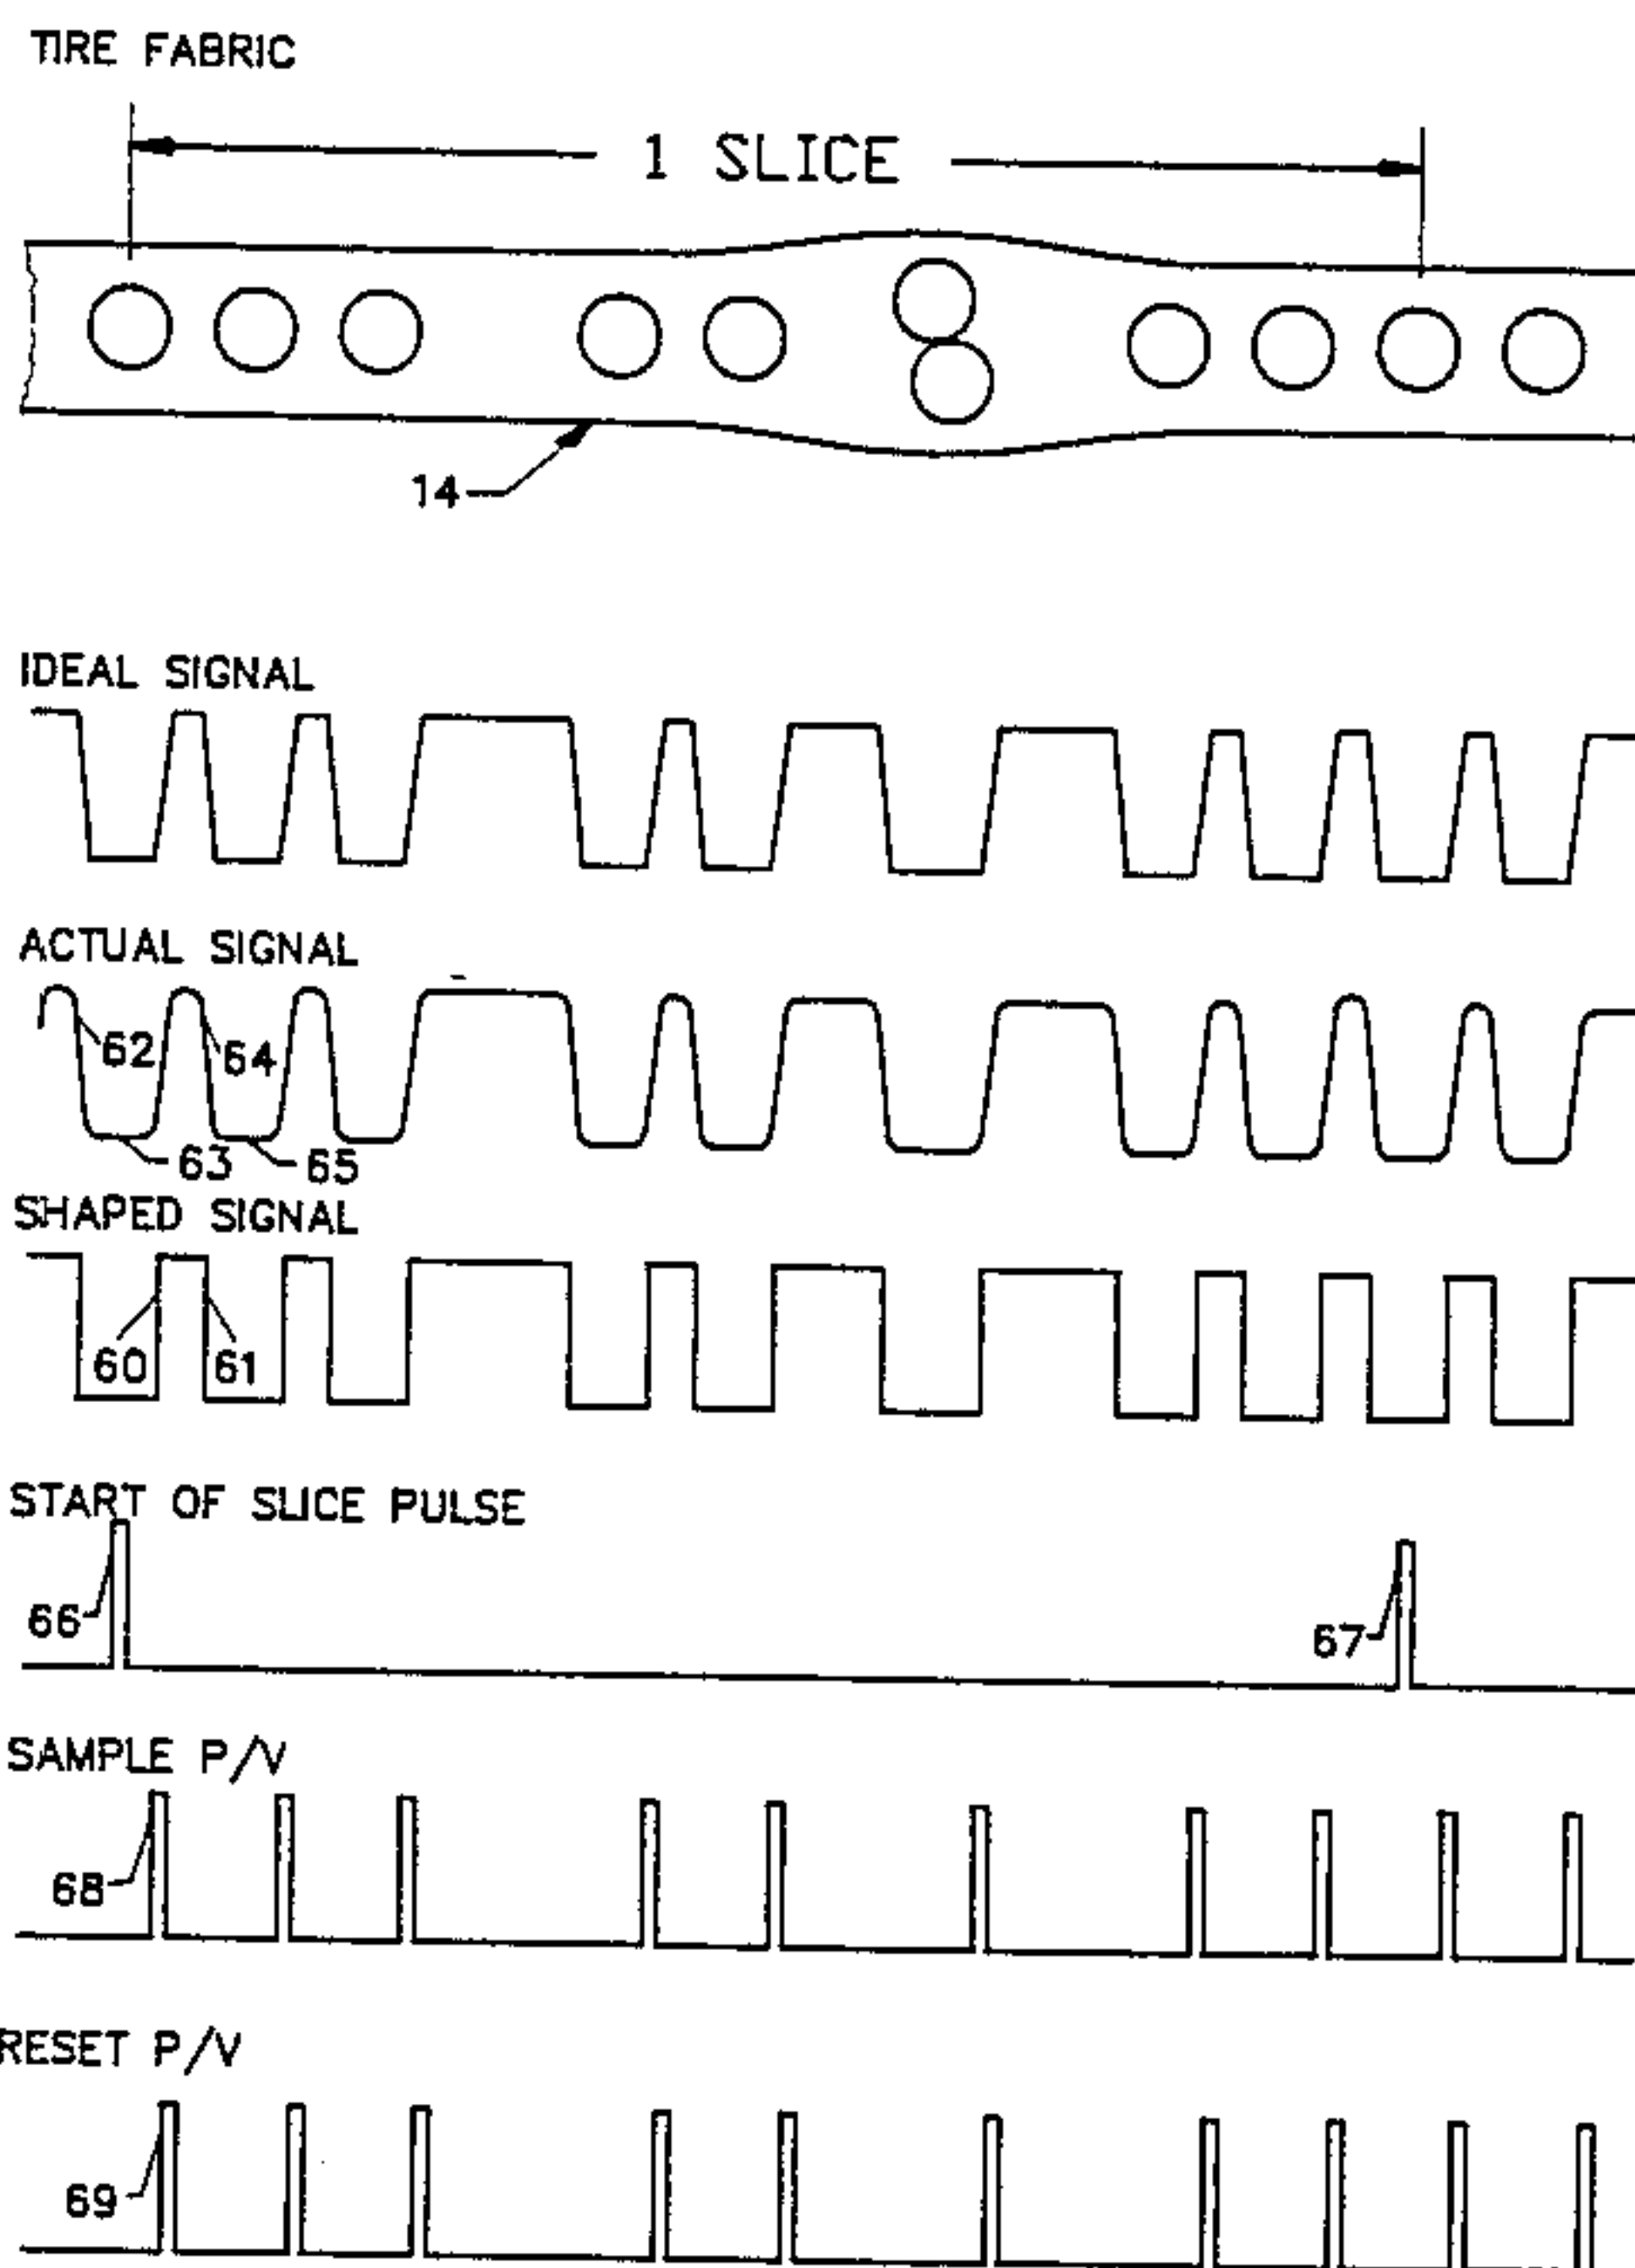 TIRE FABRIC
1 SLICE
14
IDEAL SIGNAL
ACTUAL SIGNAL
62
64
63
65
SHAPED SIGNAL
60
61
START OF SLICE PULSE
66
67
SAMPLE P/V
68
RESET P/V
69